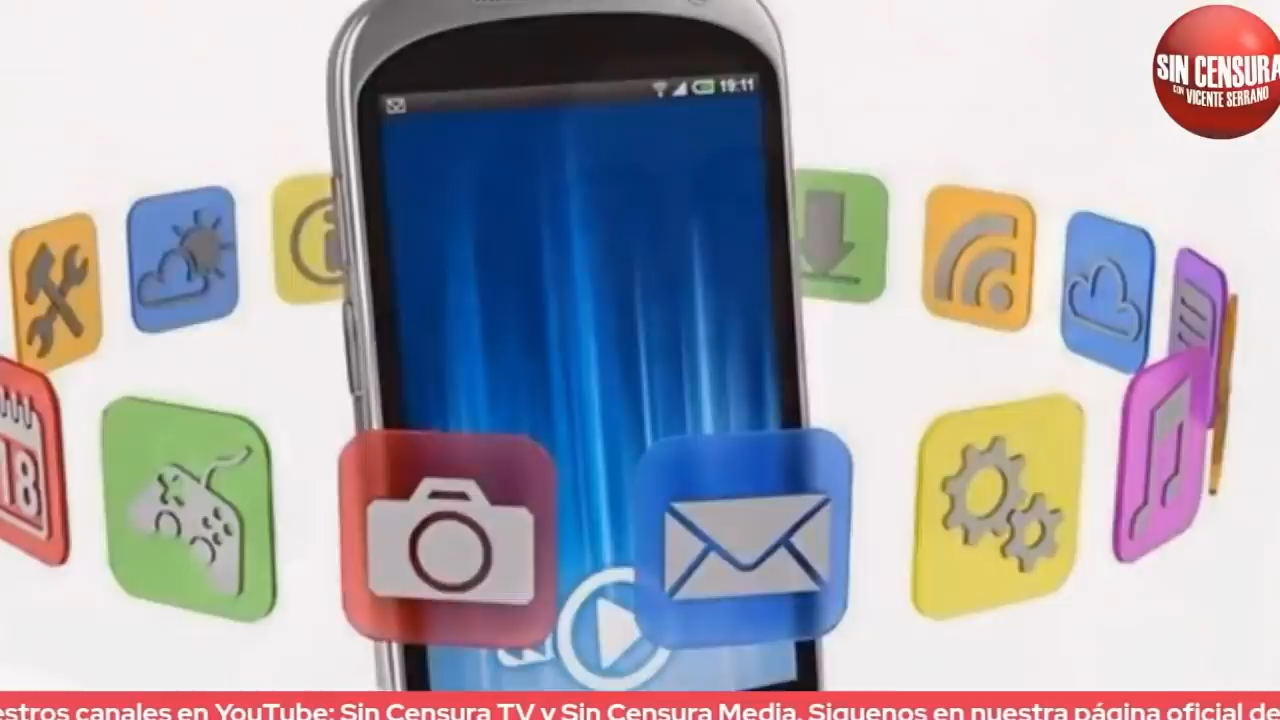 19:11
SIN CENSURA
CON VICENTE SERRANO
18
estros canales en YouTube: Sin Censura TV y Sin Censura Media. Síguenos en nuestra página oficial de